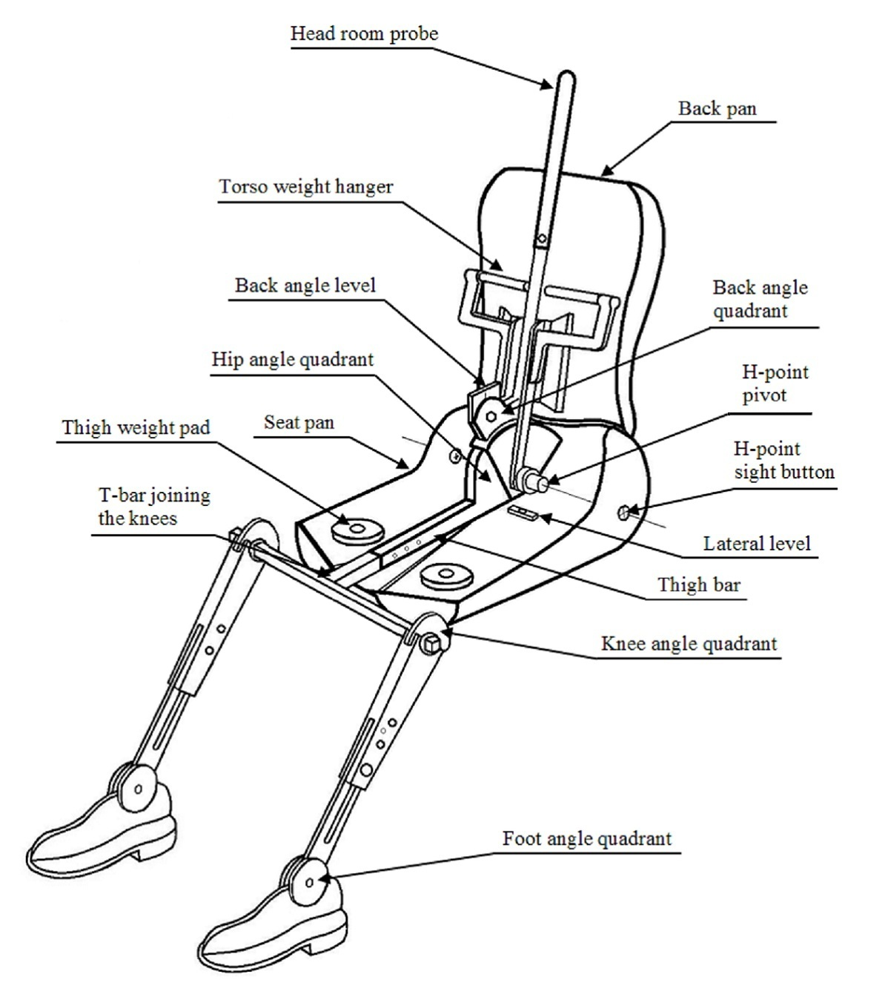 Head room probe
Back pan
Torso weight hanger
Back angle level
Back angle
quadrant
Hip angle quadrant
H-point
pivot
Thigh weight pad
Seat pan
H-point
sight button
T-bar joining
the knees
Lateral level
Thigh bar
Knee angle quadrant
Foot angle quadrant